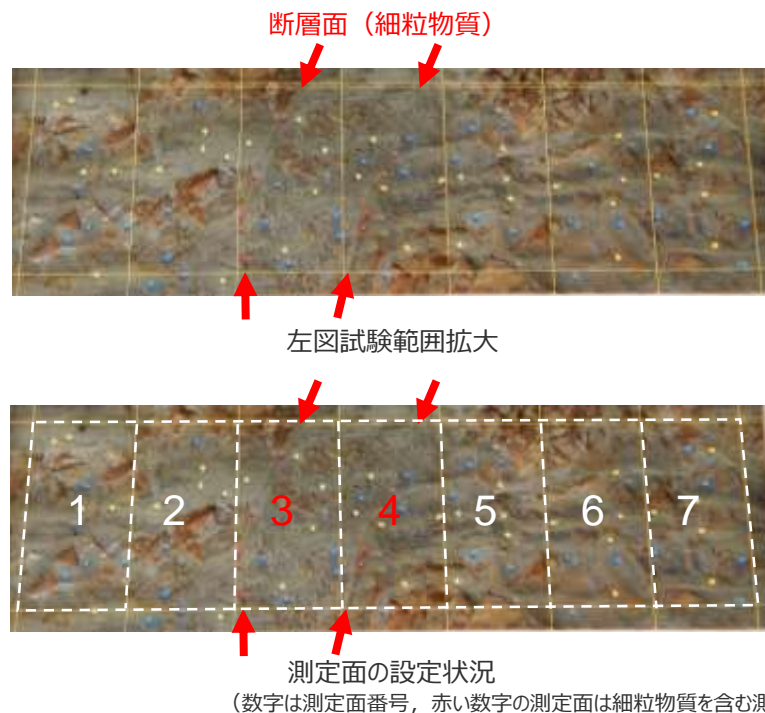 断層面（細粒物質）
左図試験範囲拡大
1 2 3 4 5 6 7
測定面の設定状況
（数字は測定面番号，赤い数字の測定面は細粒物質を含む